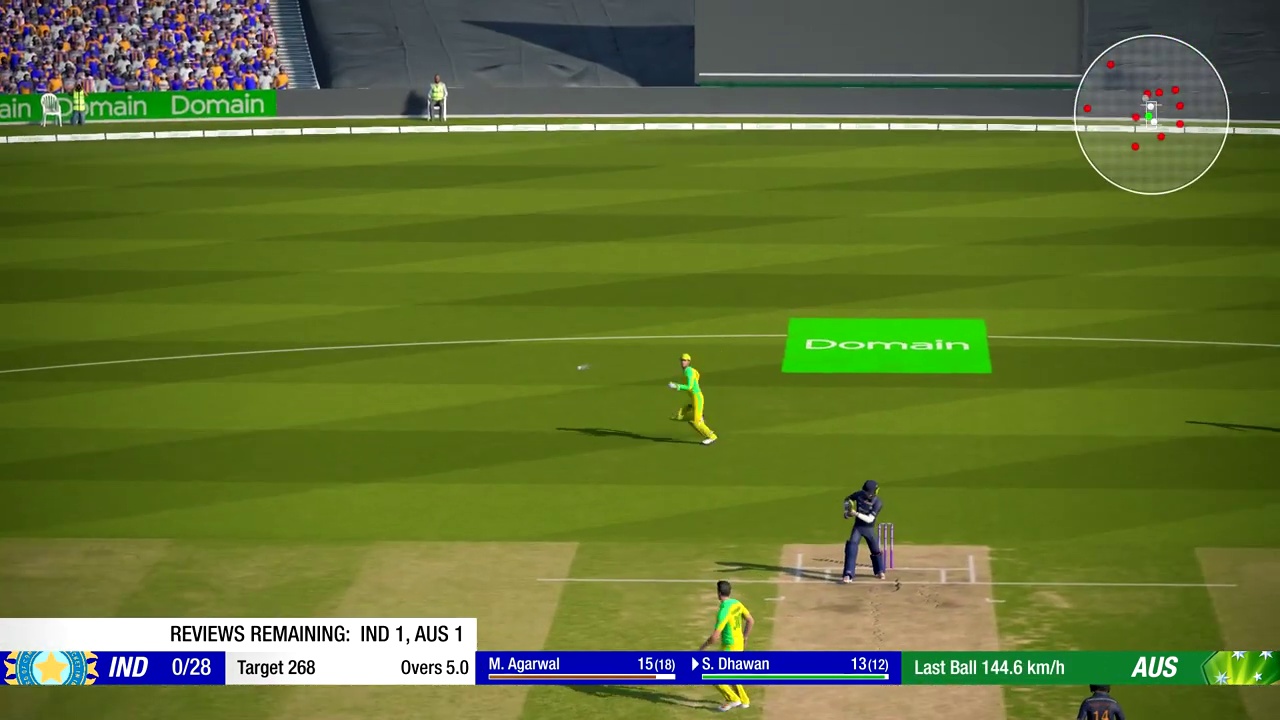 ain Domain Domain
Domain
REVIEWS REMAINING: IND 1, AUS 1
IND 0/28 Target 268 Overs 5.0 M. Agarwal 15(18) S. Dhawan 13(12) Last Ball 144.6 km/h AUS